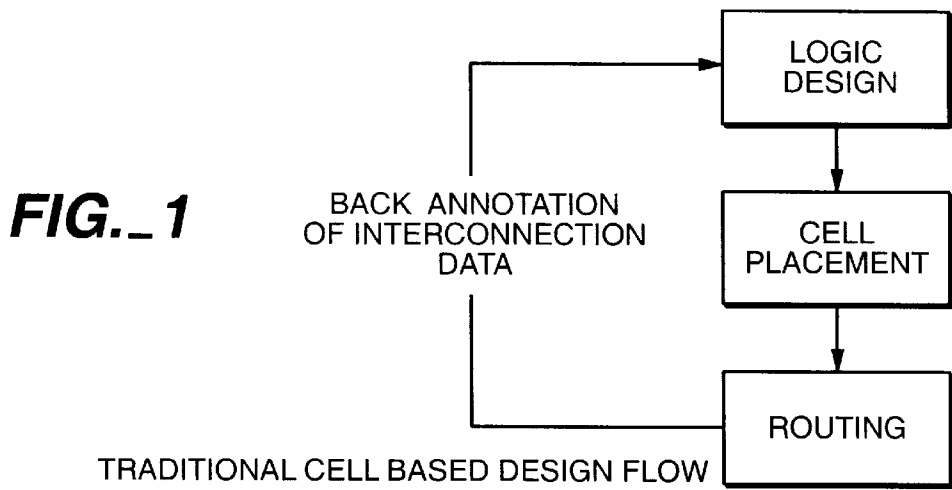 LOGIC
DESIGN
FIG._1
BACK ANNOTATION
OF INTERCONNECTION
DATA
CELL
PLACEMENT
ROUTING
TRADITIONAL CELL BASED DESIGN FLOW